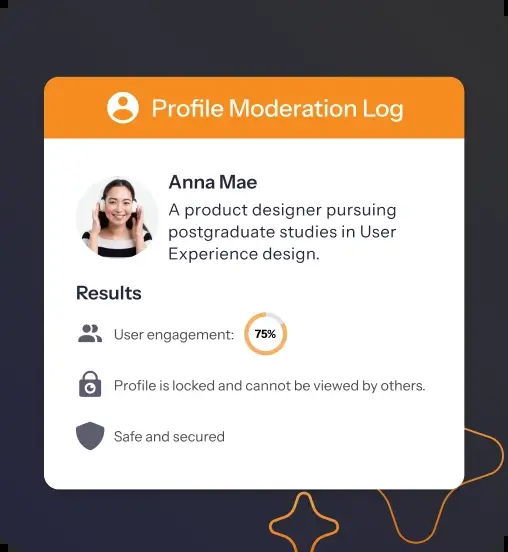 Profile Moderation Log
Anna Mae
A product designer pursuing
postgraduate studies in User
Experience design.
Results
User engagement: 75%
Profile is locked and cannot be viewed by others.
Safe and secured